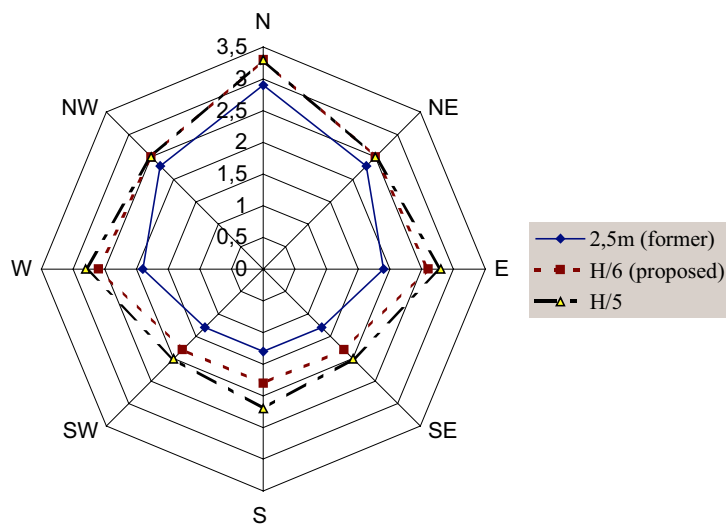 N
3,5
3
NW
NE
2,5
2
1,5
1
0,5
W
0
E
2,5m (former)
H/6 (proposed)
H/5
SW
SE
S